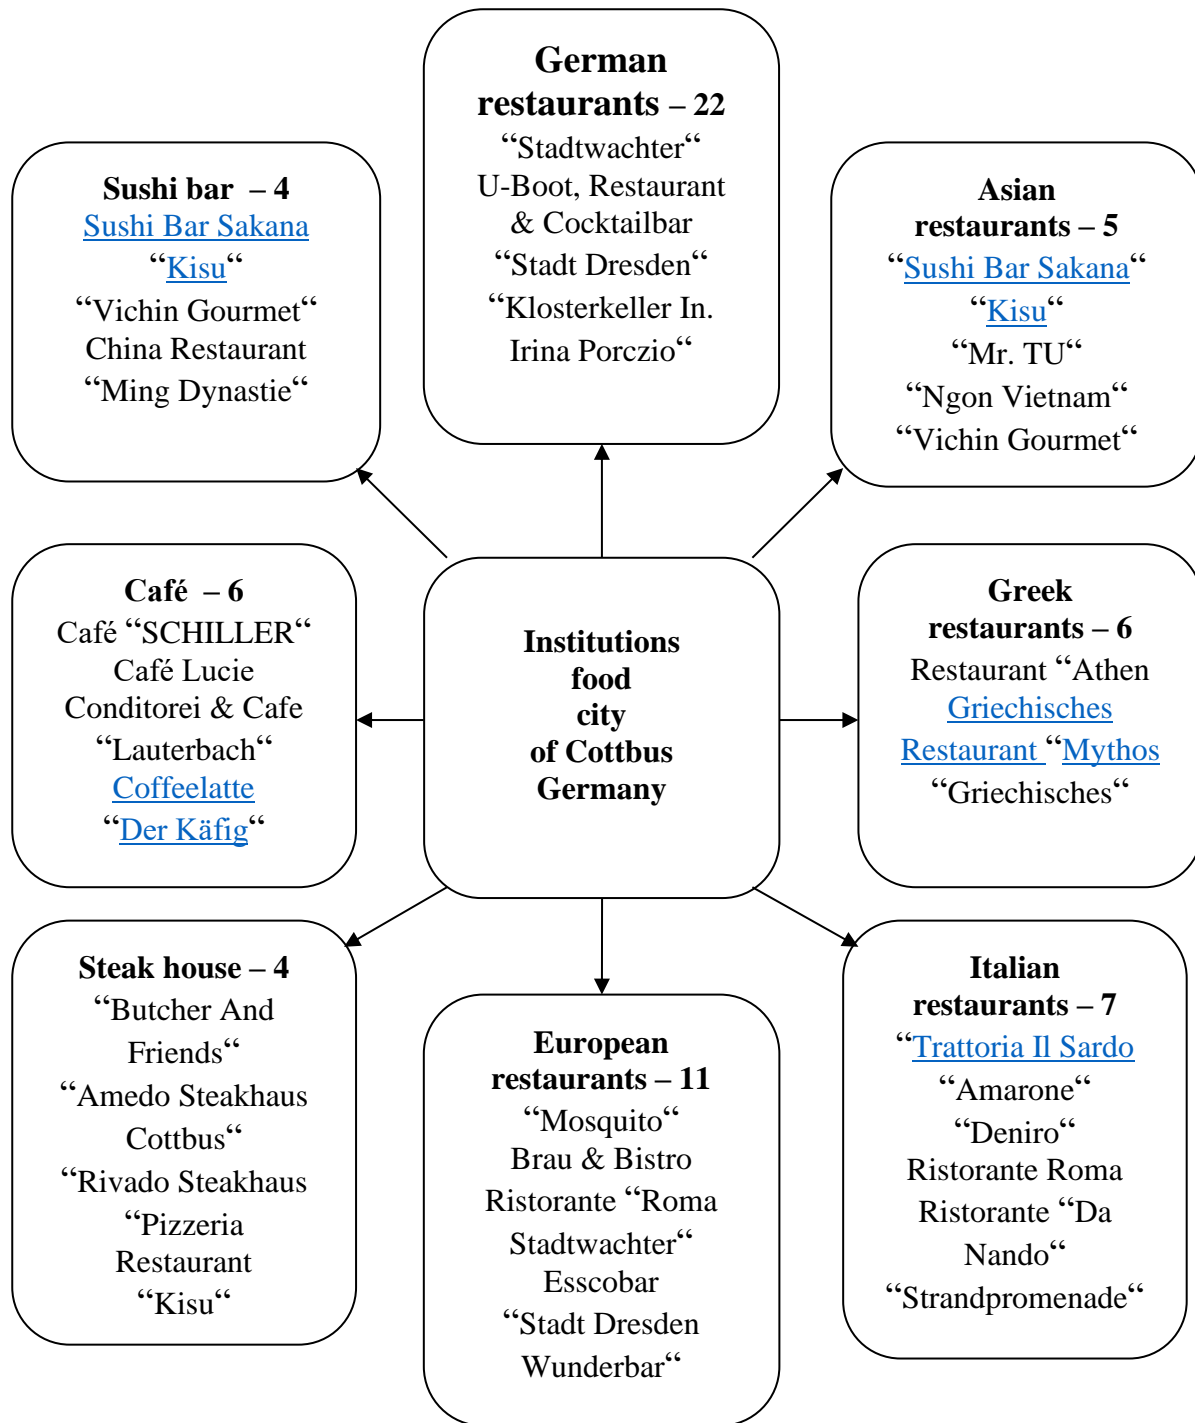 German
restaurants – 22
“Stadtwachter“
U-Boot, Restaurant
& Cocktailbar
“Stadt Dresden“
“Klosterkeller In.
Irina Porczio“
Sushi bar – 4
Sushi Bar Sakana
“Kisu“
“Vichin Gourmet“
China Restaurant
“Ming Dynastie“
Asian
restaurants – 5
“Sushi Bar Sakana“
“Kisu“
“Mr. TU“
“Ngon Vietnam“
“Vichin Gourmet“
Café – 6
Café “SCHILLER“
Café Lucie
Conditorei & Cafe
“Lauterbach“
Coffeelatte
“Der Käfig“
Institutions
food
city
of Cottbus
Germany
Greek
restaurants – 6
Restaurant “Athen
Griechisches
Restaurant “Mythos
“Griechisches“
Steak house – 4
“Butcher And
Friends“
“Amedo Steakhaus
Cottbus“
“Rivado Steakhaus
“Pizzeria
Restaurant
“Kisu“
European
restaurants – 11
“Mosquito“
Brau & Bistro
Ristorante “Roma
Stadtwachter“
Esscobar
“Stadt Dresden
Wunderbar“
Italian
restaurants – 7
“Trattoria Il Sardo
“Amarone“
“Deniro“
Ristorante Roma
Ristorante “Da
Nando“
“Strandpromenade“